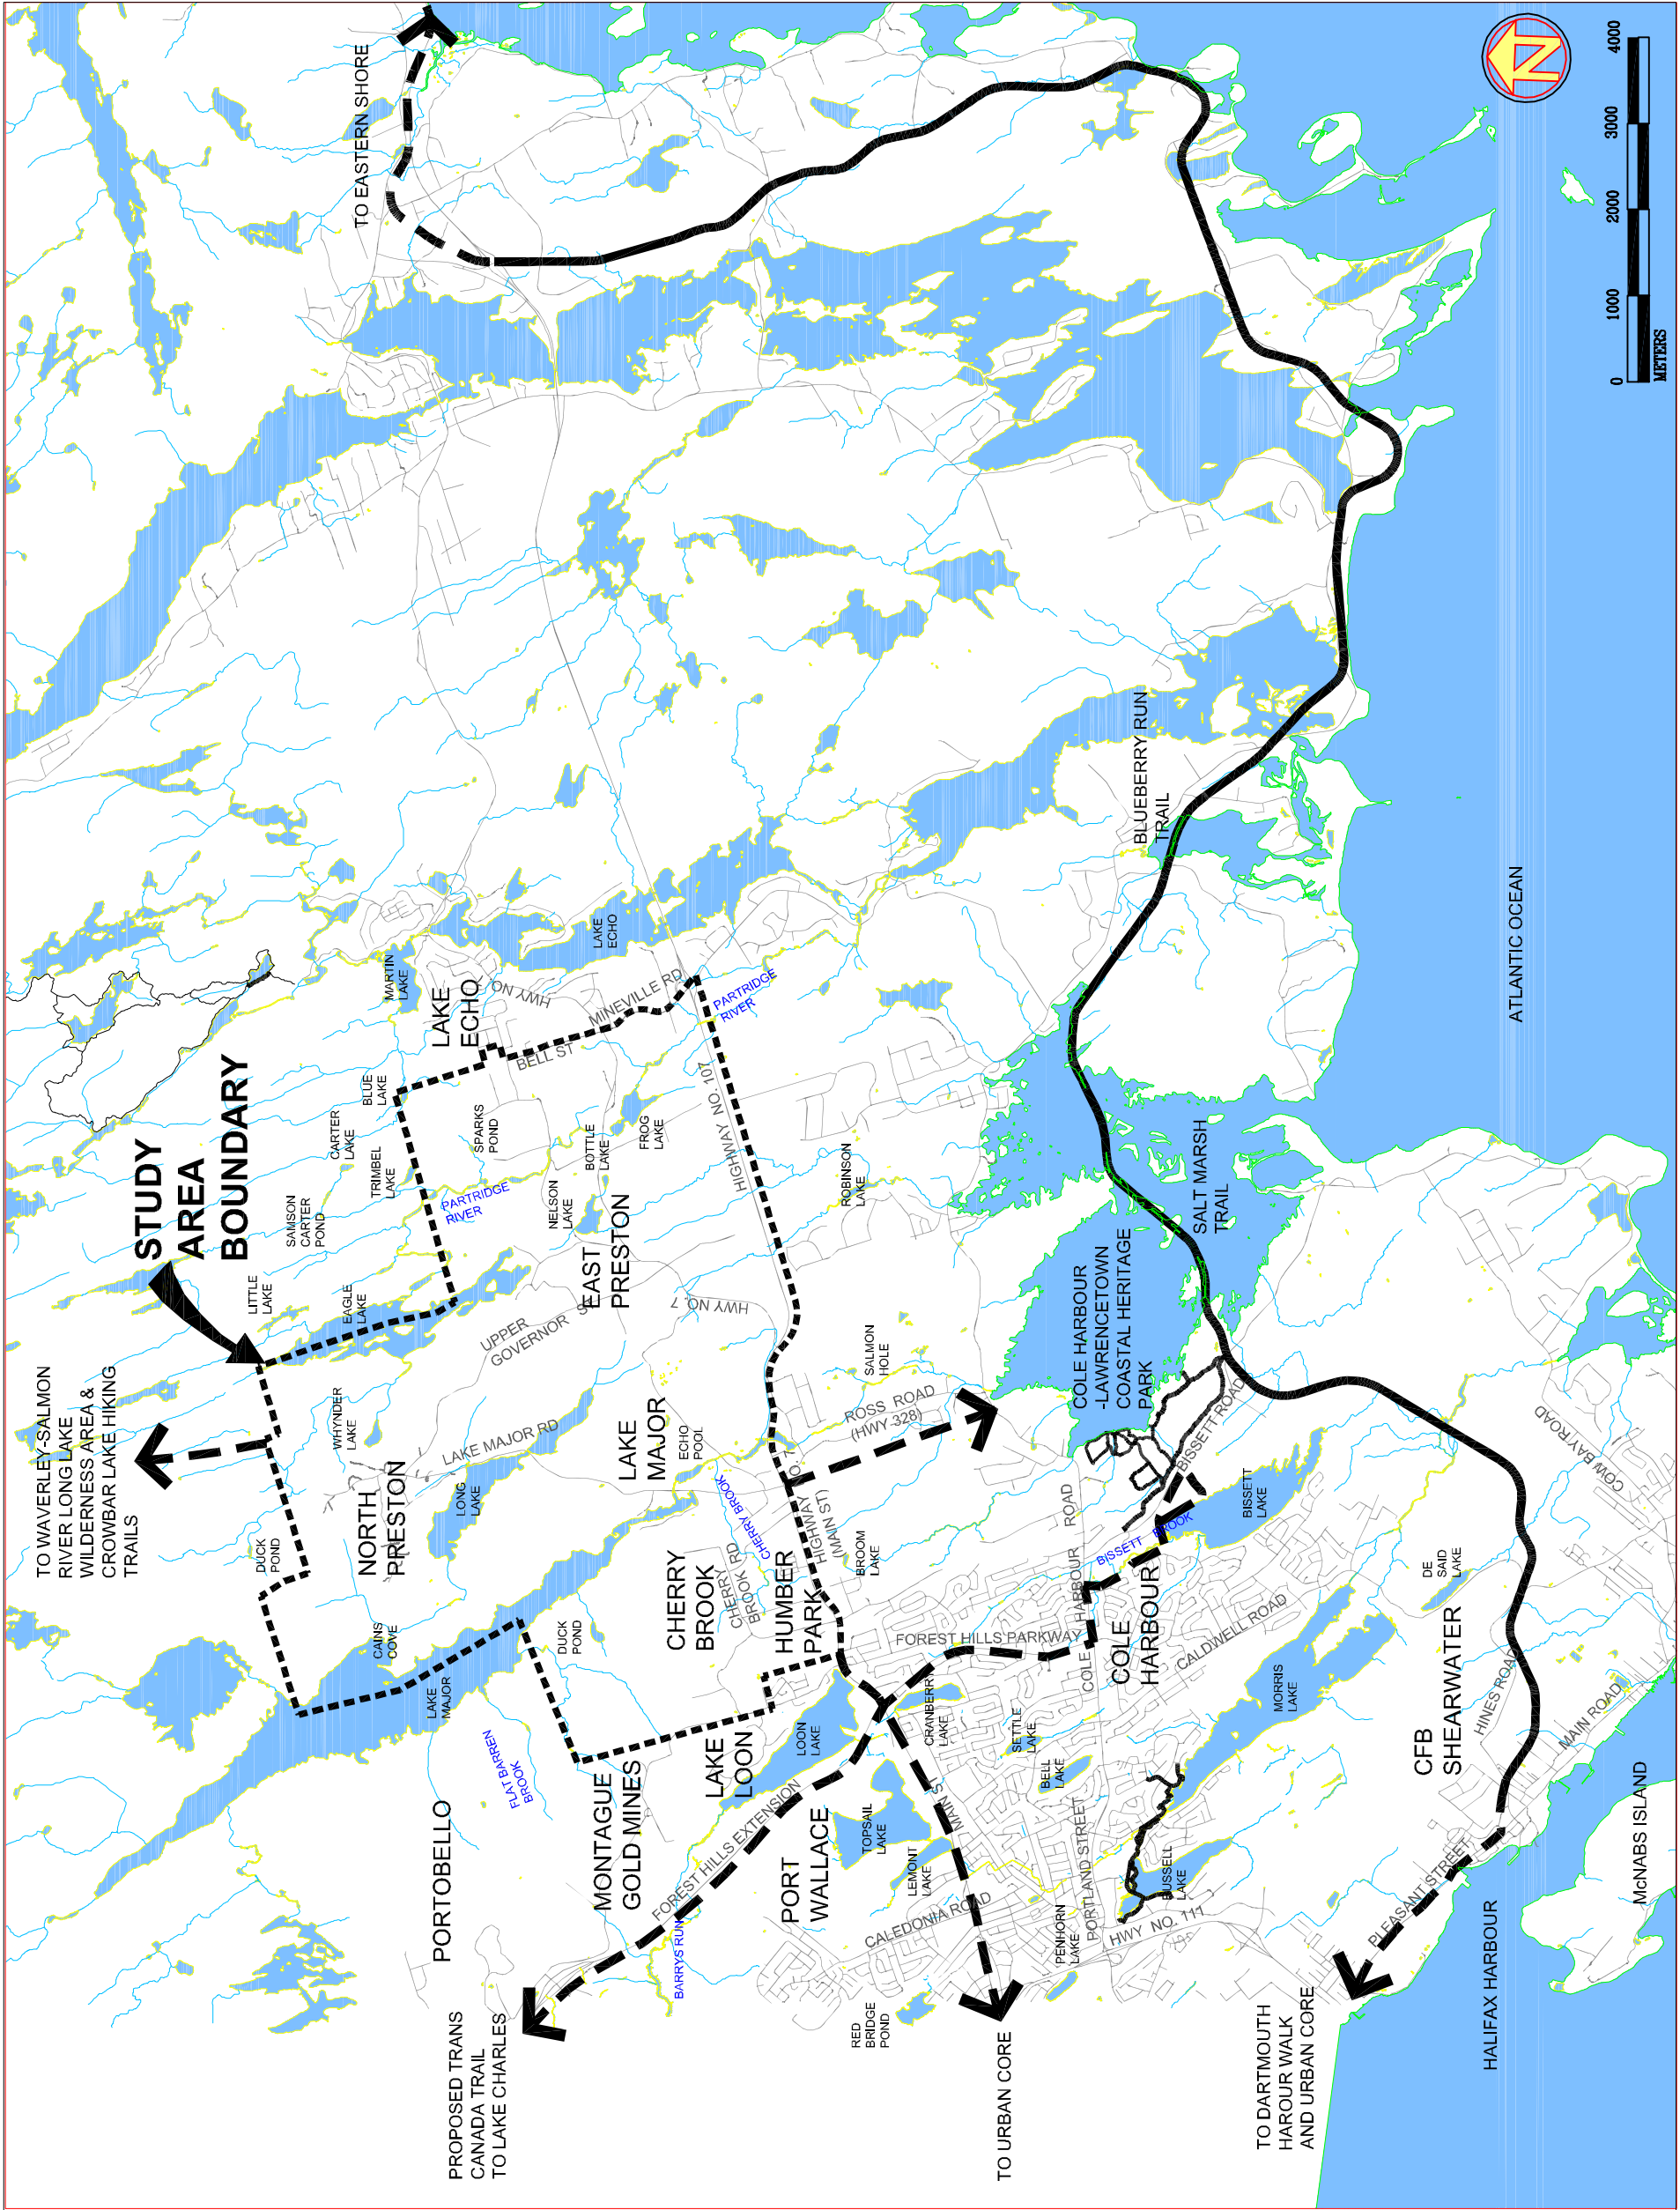 TO EASTERN SHORE
STUDY
AREA
BOUNDARY
TO WAVERLEY-SALMON
RIVER LONG LAKE
WILDERNESS AREA &
CROWBAR LAKE HIKING
TRAILS
PROPOSED TRANS
CANADA TRAIL
TO LAKE CHARLES
TO URBAN CORE
TO DARTMOUTH
HAROUR WALK
AND URBAN CORE
LITTLE
LAKE
SAMSON
CARTER
POND
CARTER
LAKE
TRIMBEL
LAKE
BLUE
LAKE
MARTIN
LAKE
LAKE
ECHO
HWY NO. 7
MINEVILLE RD
BELL ST
LAKE
ECHO
PARTRIDGE
RIVER
SPARKS
POND
BOTTLE
LAKE
FROG
LAKE
HIGHWAY NO. 107
PARTRIDGE
RIVER
NELSON
LAKE
EAST
PRESTON
EAGLE
LAKE
UPPER
GOVERNOR S
HWY NO. 7
WHYNDER
LAKE
DUCK
POND
NORTH
PRESTON
LAKE MAJOR RD
LONG
LAKE
CAINS
COVE
LAKE
MAJOR
LAKE
MAJOR
ECHO
POOL
DUCK
POND
CHERRY
BROOK
CHERRY
BROOK RD
CHERRY BROOK
HUMBER
PARK
HIGHWAY NO. 7
(MAIN ST)
ROSS ROAD
(HWY 328)
SALMON
HOLE
ROBINSON
LAKE
BROOM
LAKE
FLAT BARREN
BROOK
PORTOBELLO
MONTAGUE
GOLD MINES
LAKE
LOON
LOON
LAKE
FOREST HILLS EXTENSION
BARRYS RUN
PORT
WALLACE
TOPSAIL
LAKE
LEMONT
LAKE
CRANBERRY
LAKE
MAIN ST
CALEDONIA ROAD
RED
BRIDGE
POND
PENHORN
LAKE
PORTLAND STREET
HWY NO. 111
SETTLE
LAKE
BELL
LAKE
RUSSELL
LAKE
MORRIS
LAKE
FOREST HILLS PARKWAY
COLE HARBOUR ROAD
COLE
HARBOUR
CALDWELL ROAD
BISSETT BROOK
BISSETT ROAD
BISSETT
LAKE
COLE HARBOUR
-LAWRENCETOWN
COASTAL HERITAGE
PARK
SALT MARSH
TRAIL
BLUEBERRY RUN
TRAIL
ATLANTIC OCEAN
COW BAY ROAD
DE
SAID
LAKE
CFB
SHEARWATER
HINES ROAD
MAIN ROAD
PLEASANT STREET
McNABS ISLAND
HALIFAX HARBOUR
N
0 1000 2000 3000 4000
METERS